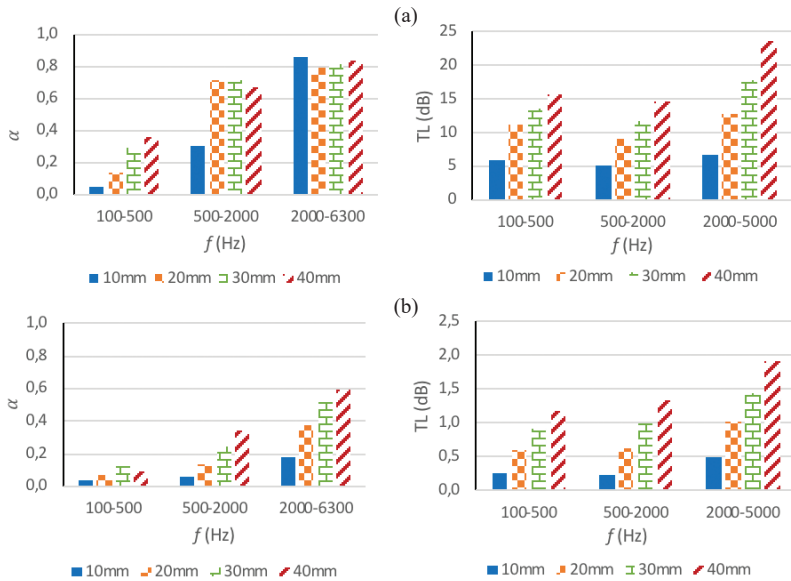 (a)
1,0
0,8
0,6
0,4
0,2
0,0
α
100-500 500-2000 2000-6300
f (Hz)
10mm 20mm 30mm 40mm
25
20
15
10
5
0
TL (dB)
100-500 500-2000 2000-5000
f (Hz)
10mm 20mm 30mm 40mm
(b)
1,0
0,8
0,6
0,4
0,2
0,0
α
100-500 500-2000 2000-6300
f (Hz)
10mm 20mm 30mm 40mm
2,5
2,0
1,5
1,0
0,5
0,0
TL (dB)
100-500 500-2000 2000-5000
f (Hz)
10mm 20mm 30mm 40mm